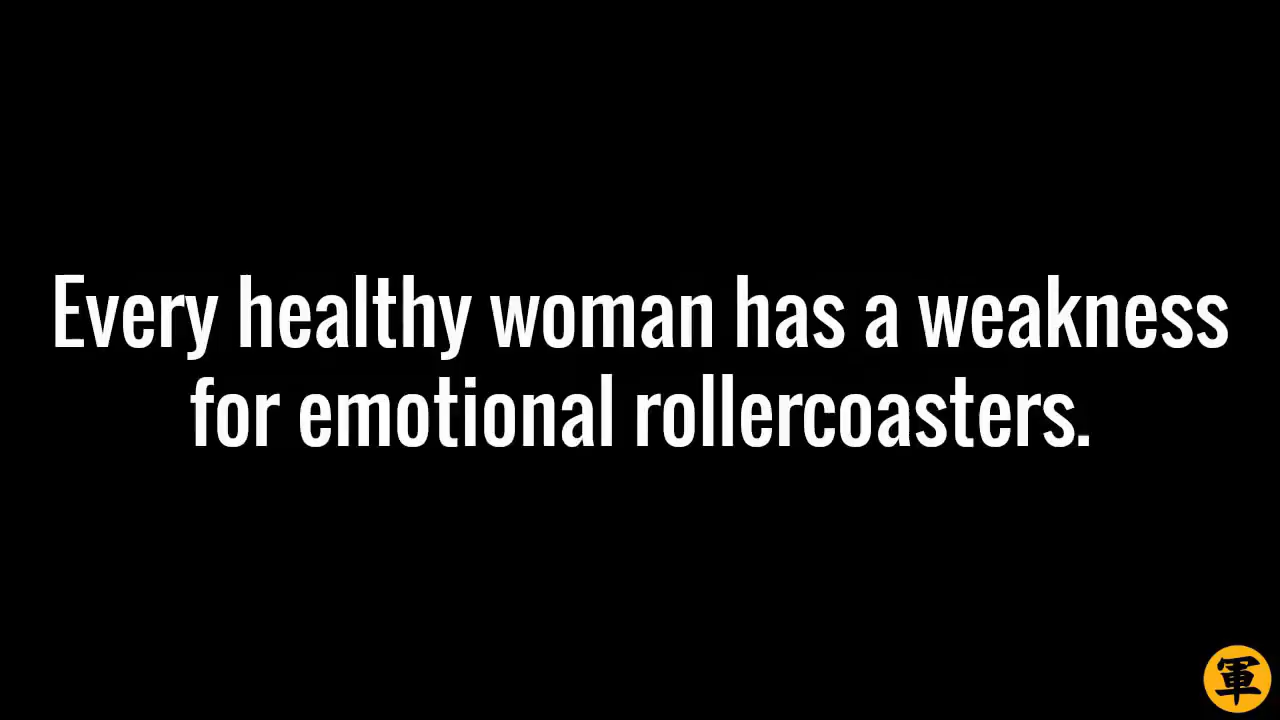 Every healthy woman has a weakness
for emotional rollercoasters.
軍